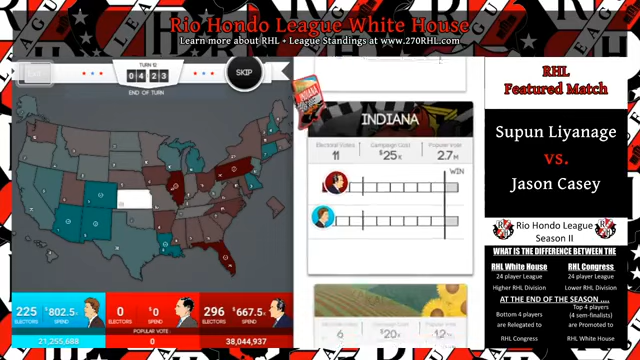 Rio Hondo League White House
Learn more about RHL • League Standings at www.270RHL.com
TURN 12
04 23
END OF TURN
SKIP
INDIANA
INDIANA
Electoral Votes
Campaign Cost
Popular Vote
11
$25K
2.7M
WIN
6
$20K
225
ELECTORS
$802.5K
SPEND
0
ELECTORS
$0
SPEND
296
ELECTORS
$667.5K
SPEND
POPULAR VOTE
21,255,688
0
38,044,937
RHL
Featured Match
Supun Liyanage
vs.
Jason Casey
Rio Hondo League
Season II
WHAT IS THE DIFFERENCE BETWEEN THE
RHL White House
RHL Congress
24 player League
24 player League
Higher RHL Division
Lower RHL Division
AT THE END OF THE SEASON ....
Bottom 4 players
are Relegated to
RHL Congress
Top 4 players
(4 semi-finalists)
are Promoted to
RHL White House